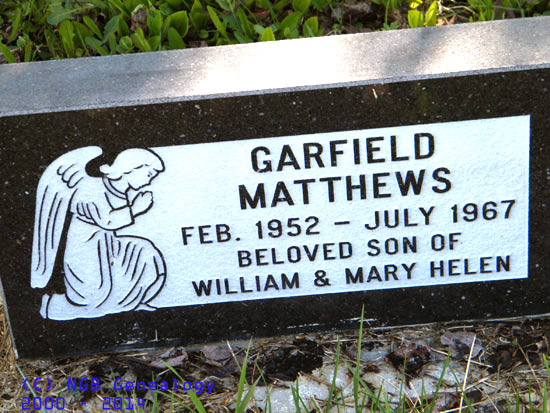 GARFIELD
MATTHEWS
FEB. 1952 - JULY 1967
BELOVED SON OF
WILLIAM & MARY HELEN
(C) NGB Genealogy
2000 - 2014